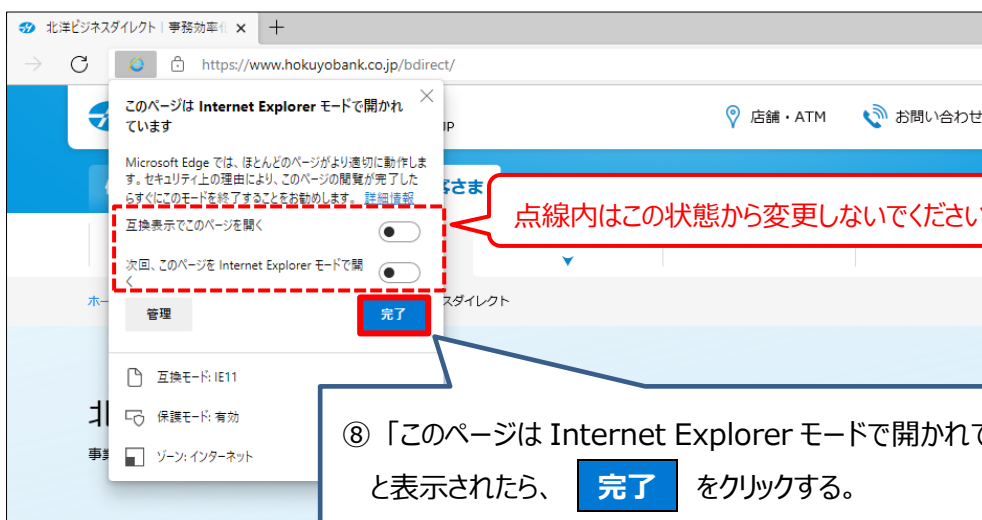 北洋ビジネスダイレクト｜事務効率化
https://www.hokuyobank.co.jp/bdirect/
このページは Internet Explorer モードで開かれ
ています
JP
店舗・ATM
お問い合わせ
Microsoft Edge では、ほとんどのページがより適切に動作しま
す。セキュリティ上の理由により、このページの閲覧が完了した
らすぐにこのモードを終了することをお勧めします。 詳細情報
客さま
点線内はこの状態から変更しないでください
互換表示でこのページを開く
次回、このページを Internet Explorer モードで開
く
ホー
スダイレクト
管理
完了
互換モード: IE11
保護モード: 有効
ゾーン: インターネット
北
事業
⑧「このページは Internet Explorer モードで開かれて
と表示されたら、 完了 をクリックする。